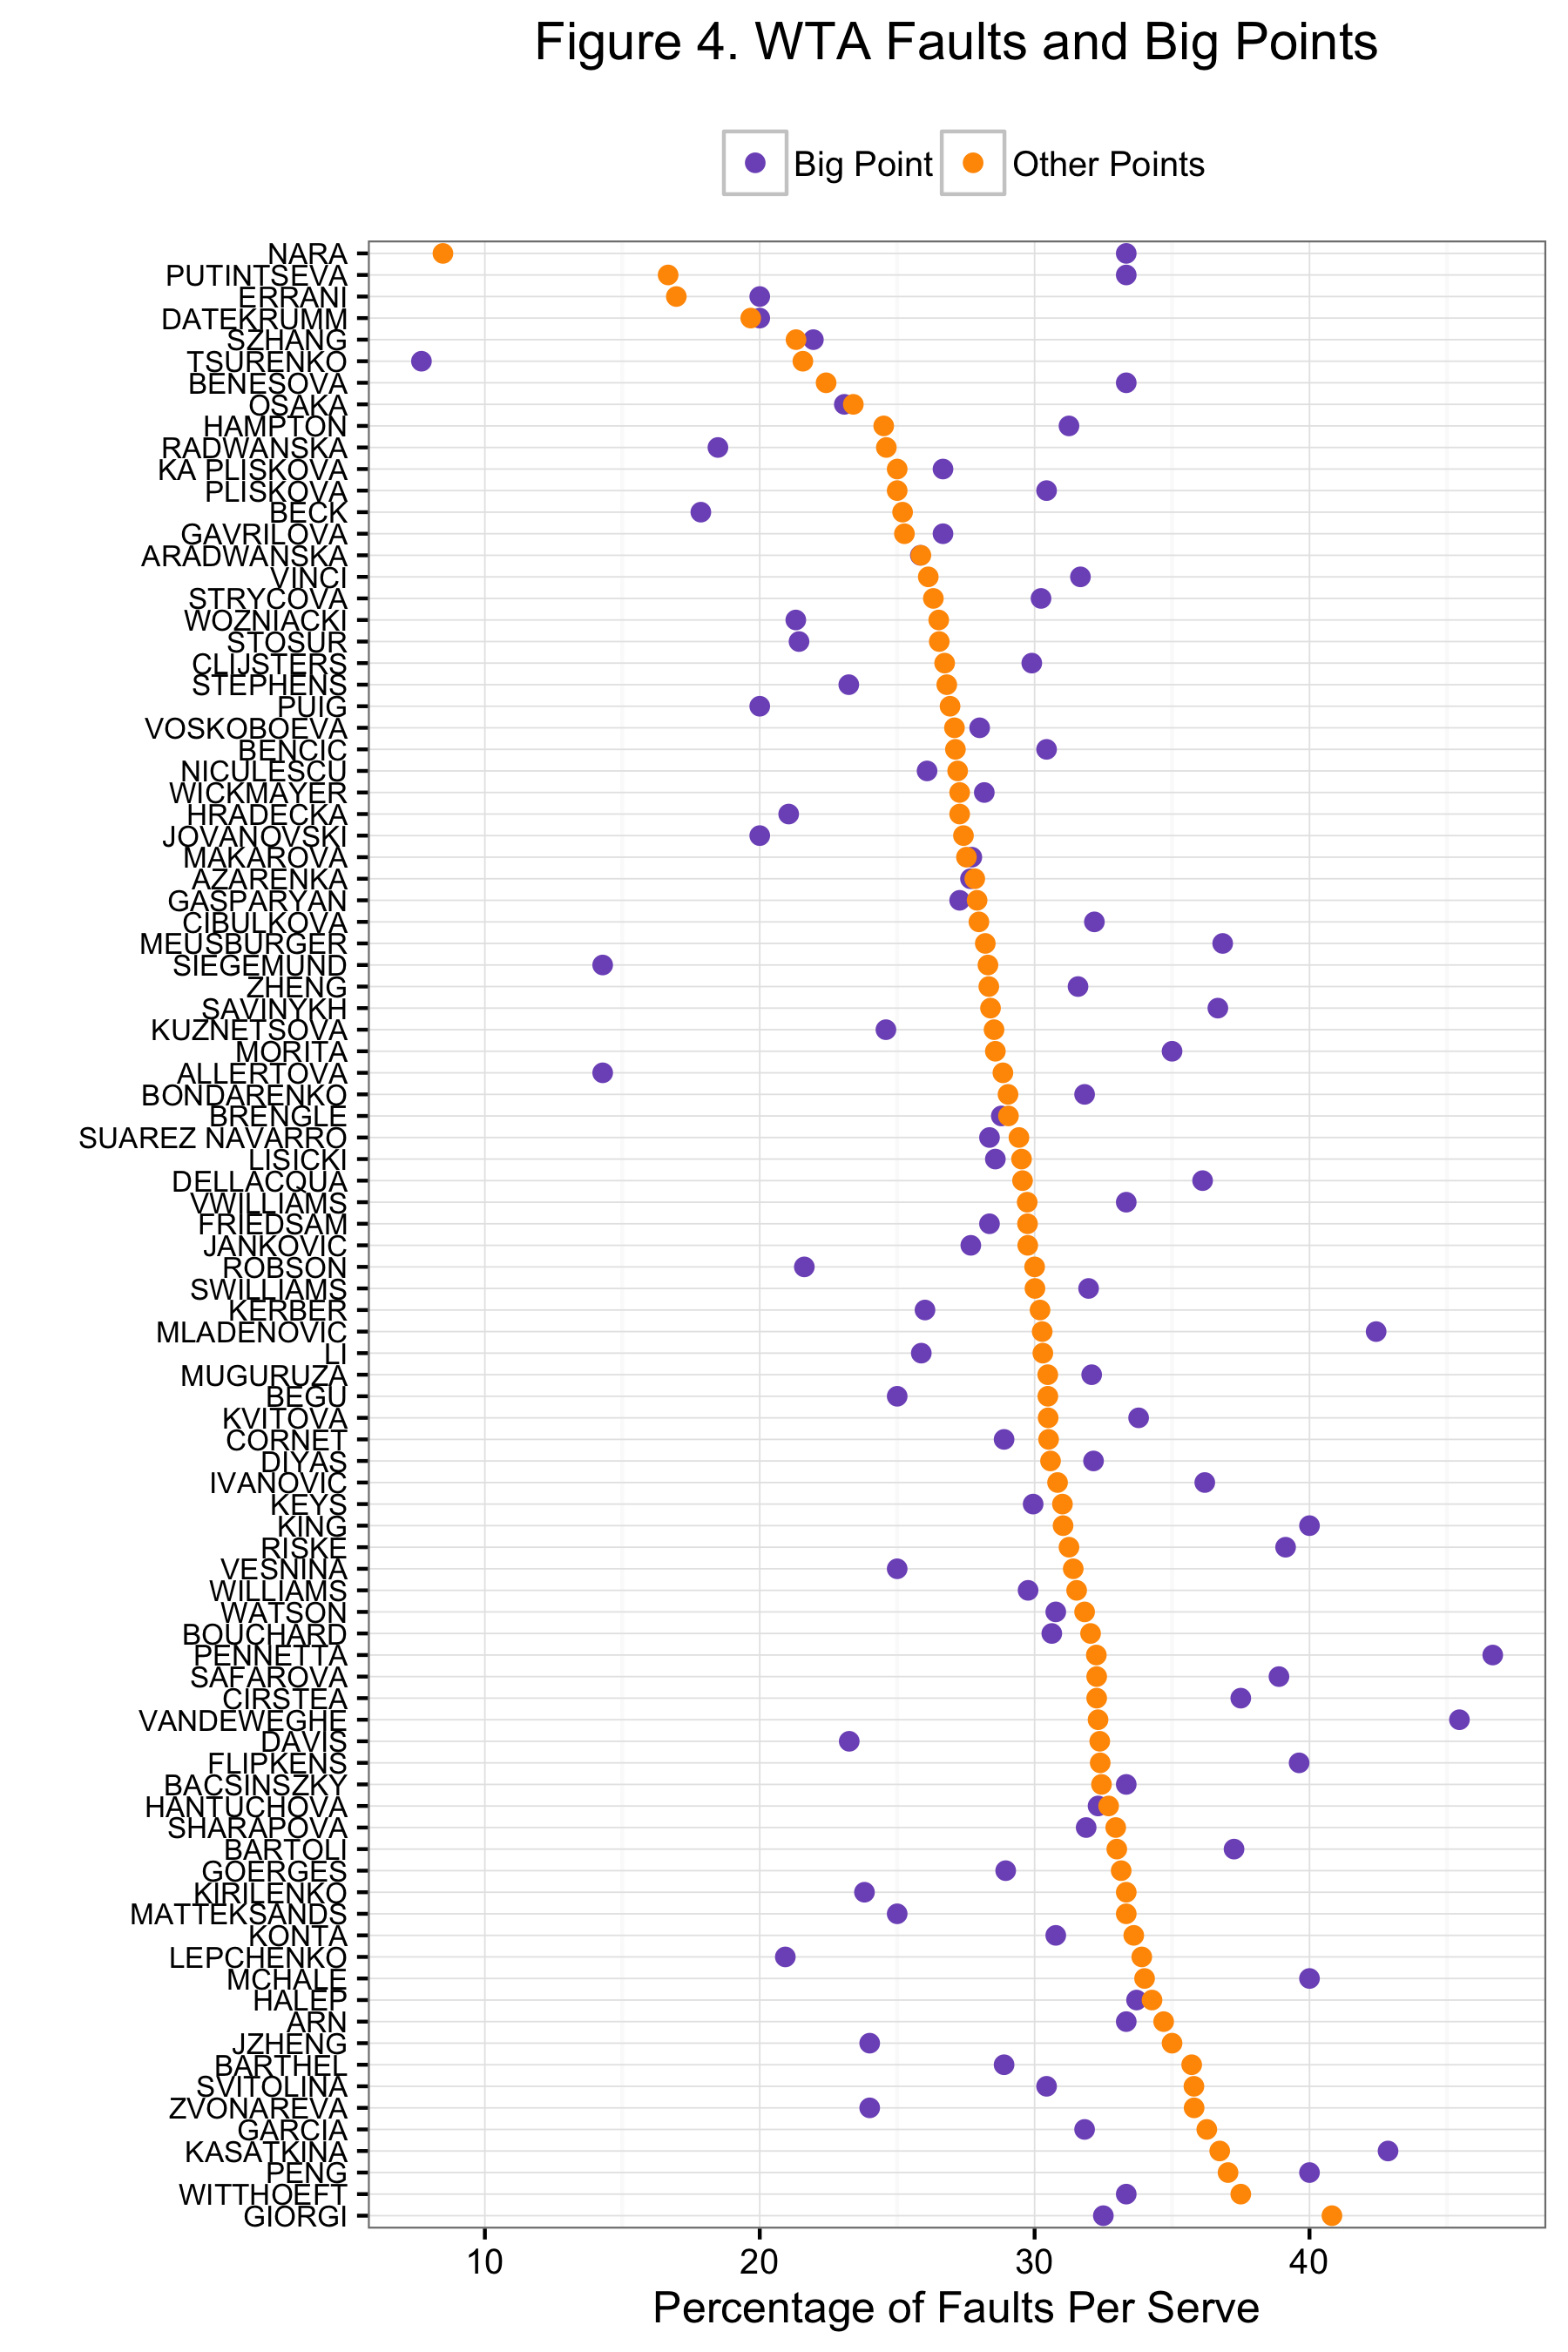 Figure 4. WTA Faults and Big Points
Big Point Other Points
NARA
PUTINTSEVA
ERRANI
DATEKRUMM
SZHANG
TSURENKO
BENESOVA
OSAKA
HAMPTON
RADWANSKA
KA PLISKOVA
PLISKOVA
BECK
GAVRILOVA
ARADWANSKA
VINCI
STRYCOVA
WOZNIACKI
STOSUR
CLIJSTERS
STEPHENS
PUIG
VOSKOBOEVA
BENCIC
NICULESCU
WICKMAYER
HRADECKA
JOVANOVSKI
MAKAROVA
AZARENKA
GASPARYAN
CIBULKOVA
MEUSBURGER
SIEGEMUND
ZHENG
SAVINYKH
KUZNETSOVA
MORITA
ALLERTOVA
BONDARENKO
BRENGLE
SUAREZ NAVARRO
LISICKI
DELLACQUA
VWILLIAMS
FRIEDSAM
JANKOVIC
ROBSON
SWILLIAMS
KERBER
MLADENOVIC
LI
MUGURUZA
BEGU
KVITOVA
CORNET
DIYAS
IVANOVIC
KEYS
KING
RISKE
VESNINA
WILLIAMS
WATSON
BOUCHARD
PENNETTA
SAFAROVA
CIRSTEA
VANDEWEGHE
DAVIS
FLIPKENS
BACSINSZKY
HANTUCHOVA
SHARAPOVA
BARTOLI
GOERGES
KIRILENKO
MATTEKSANDS
KONTA
LEPCHENKO
MCHALE
HALEP
ARN
JZHENG
BARTHEL
SVITOLINA
ZVONAREVA
GARCIA
KASATKINA
PENG
WITTHOEFT
GIORGI
10 20 30 40
Percentage of Faults Per Serve